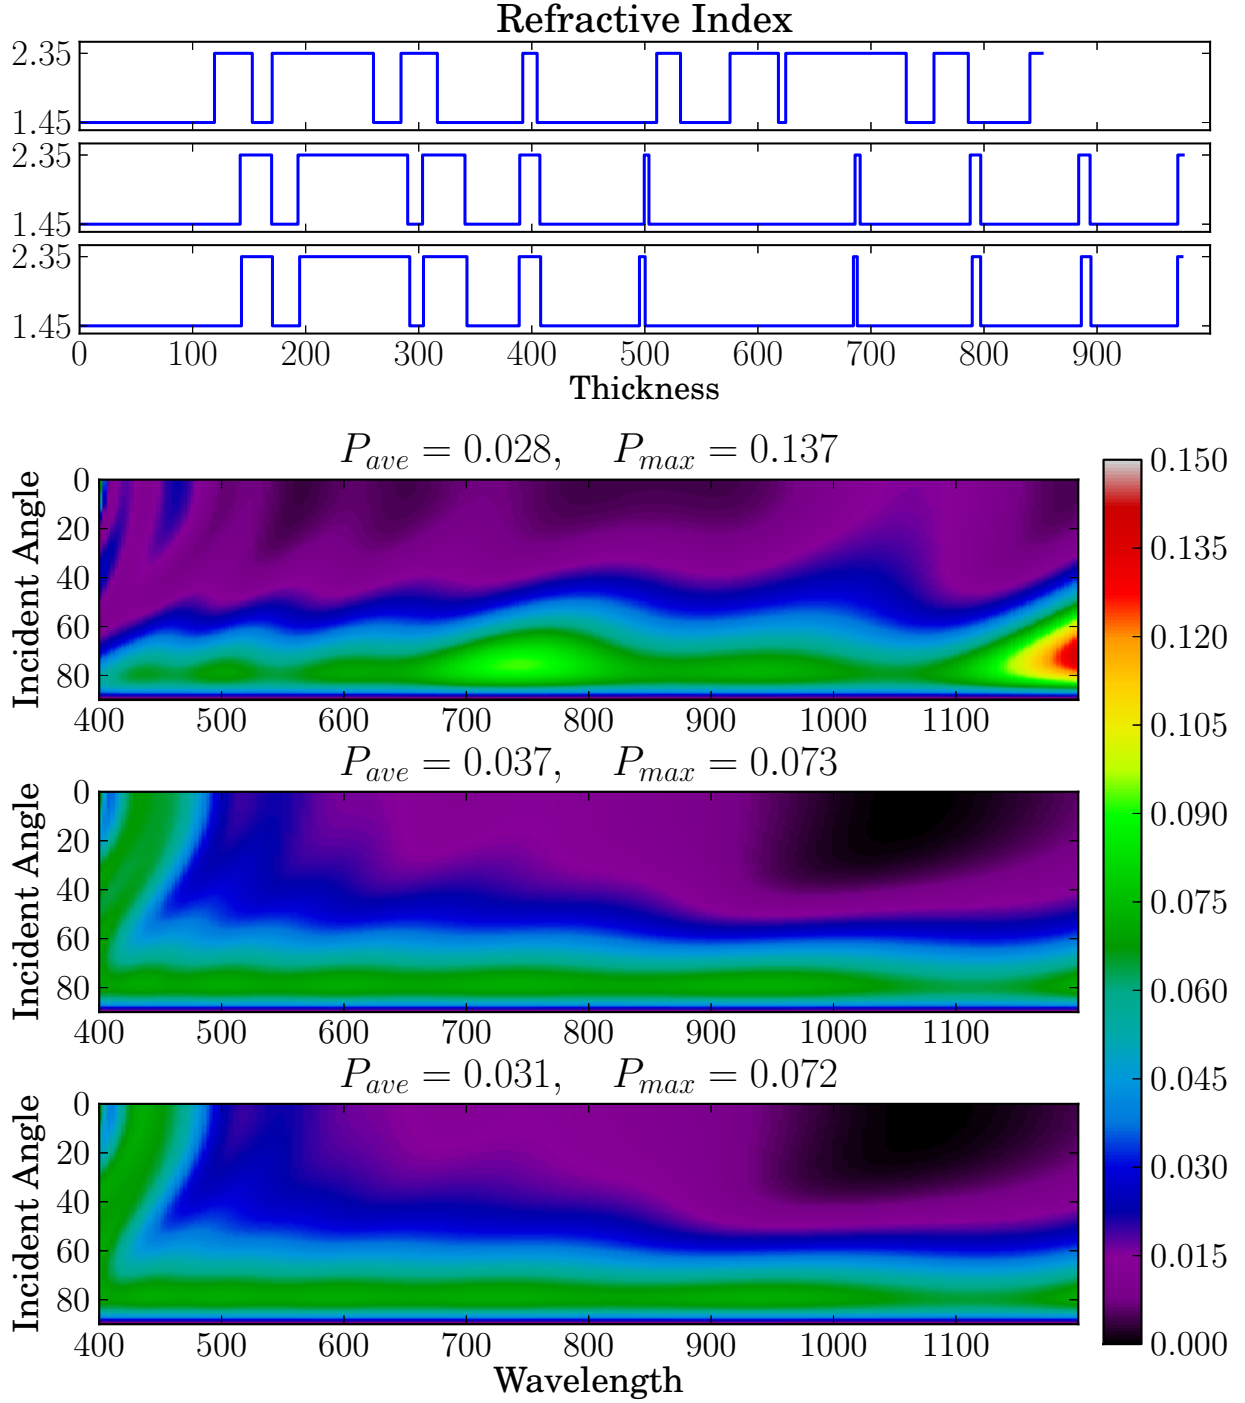 Refractive Index
2.35
1.45
2.35
1.45
2.35
1.45
0 100 200 300 400 500 600 700 800 900
Thickness
P_ave = 0.028, P_max = 0.137
Incident Angle
0
20
40
60
80
400 500 600 700 800 900 1000 1100
P_ave = 0.037, P_max = 0.073
Incident Angle
0
20
40
60
80
400 500 600 700 800 900 1000 1100
P_ave = 0.031, P_max = 0.072
Incident Angle
0
20
40
60
80
400 500 600 700 800 900 1000 1100
Wavelength
0.150
0.135
0.120
0.105
0.090
0.075
0.060
0.045
0.030
0.015
0.000